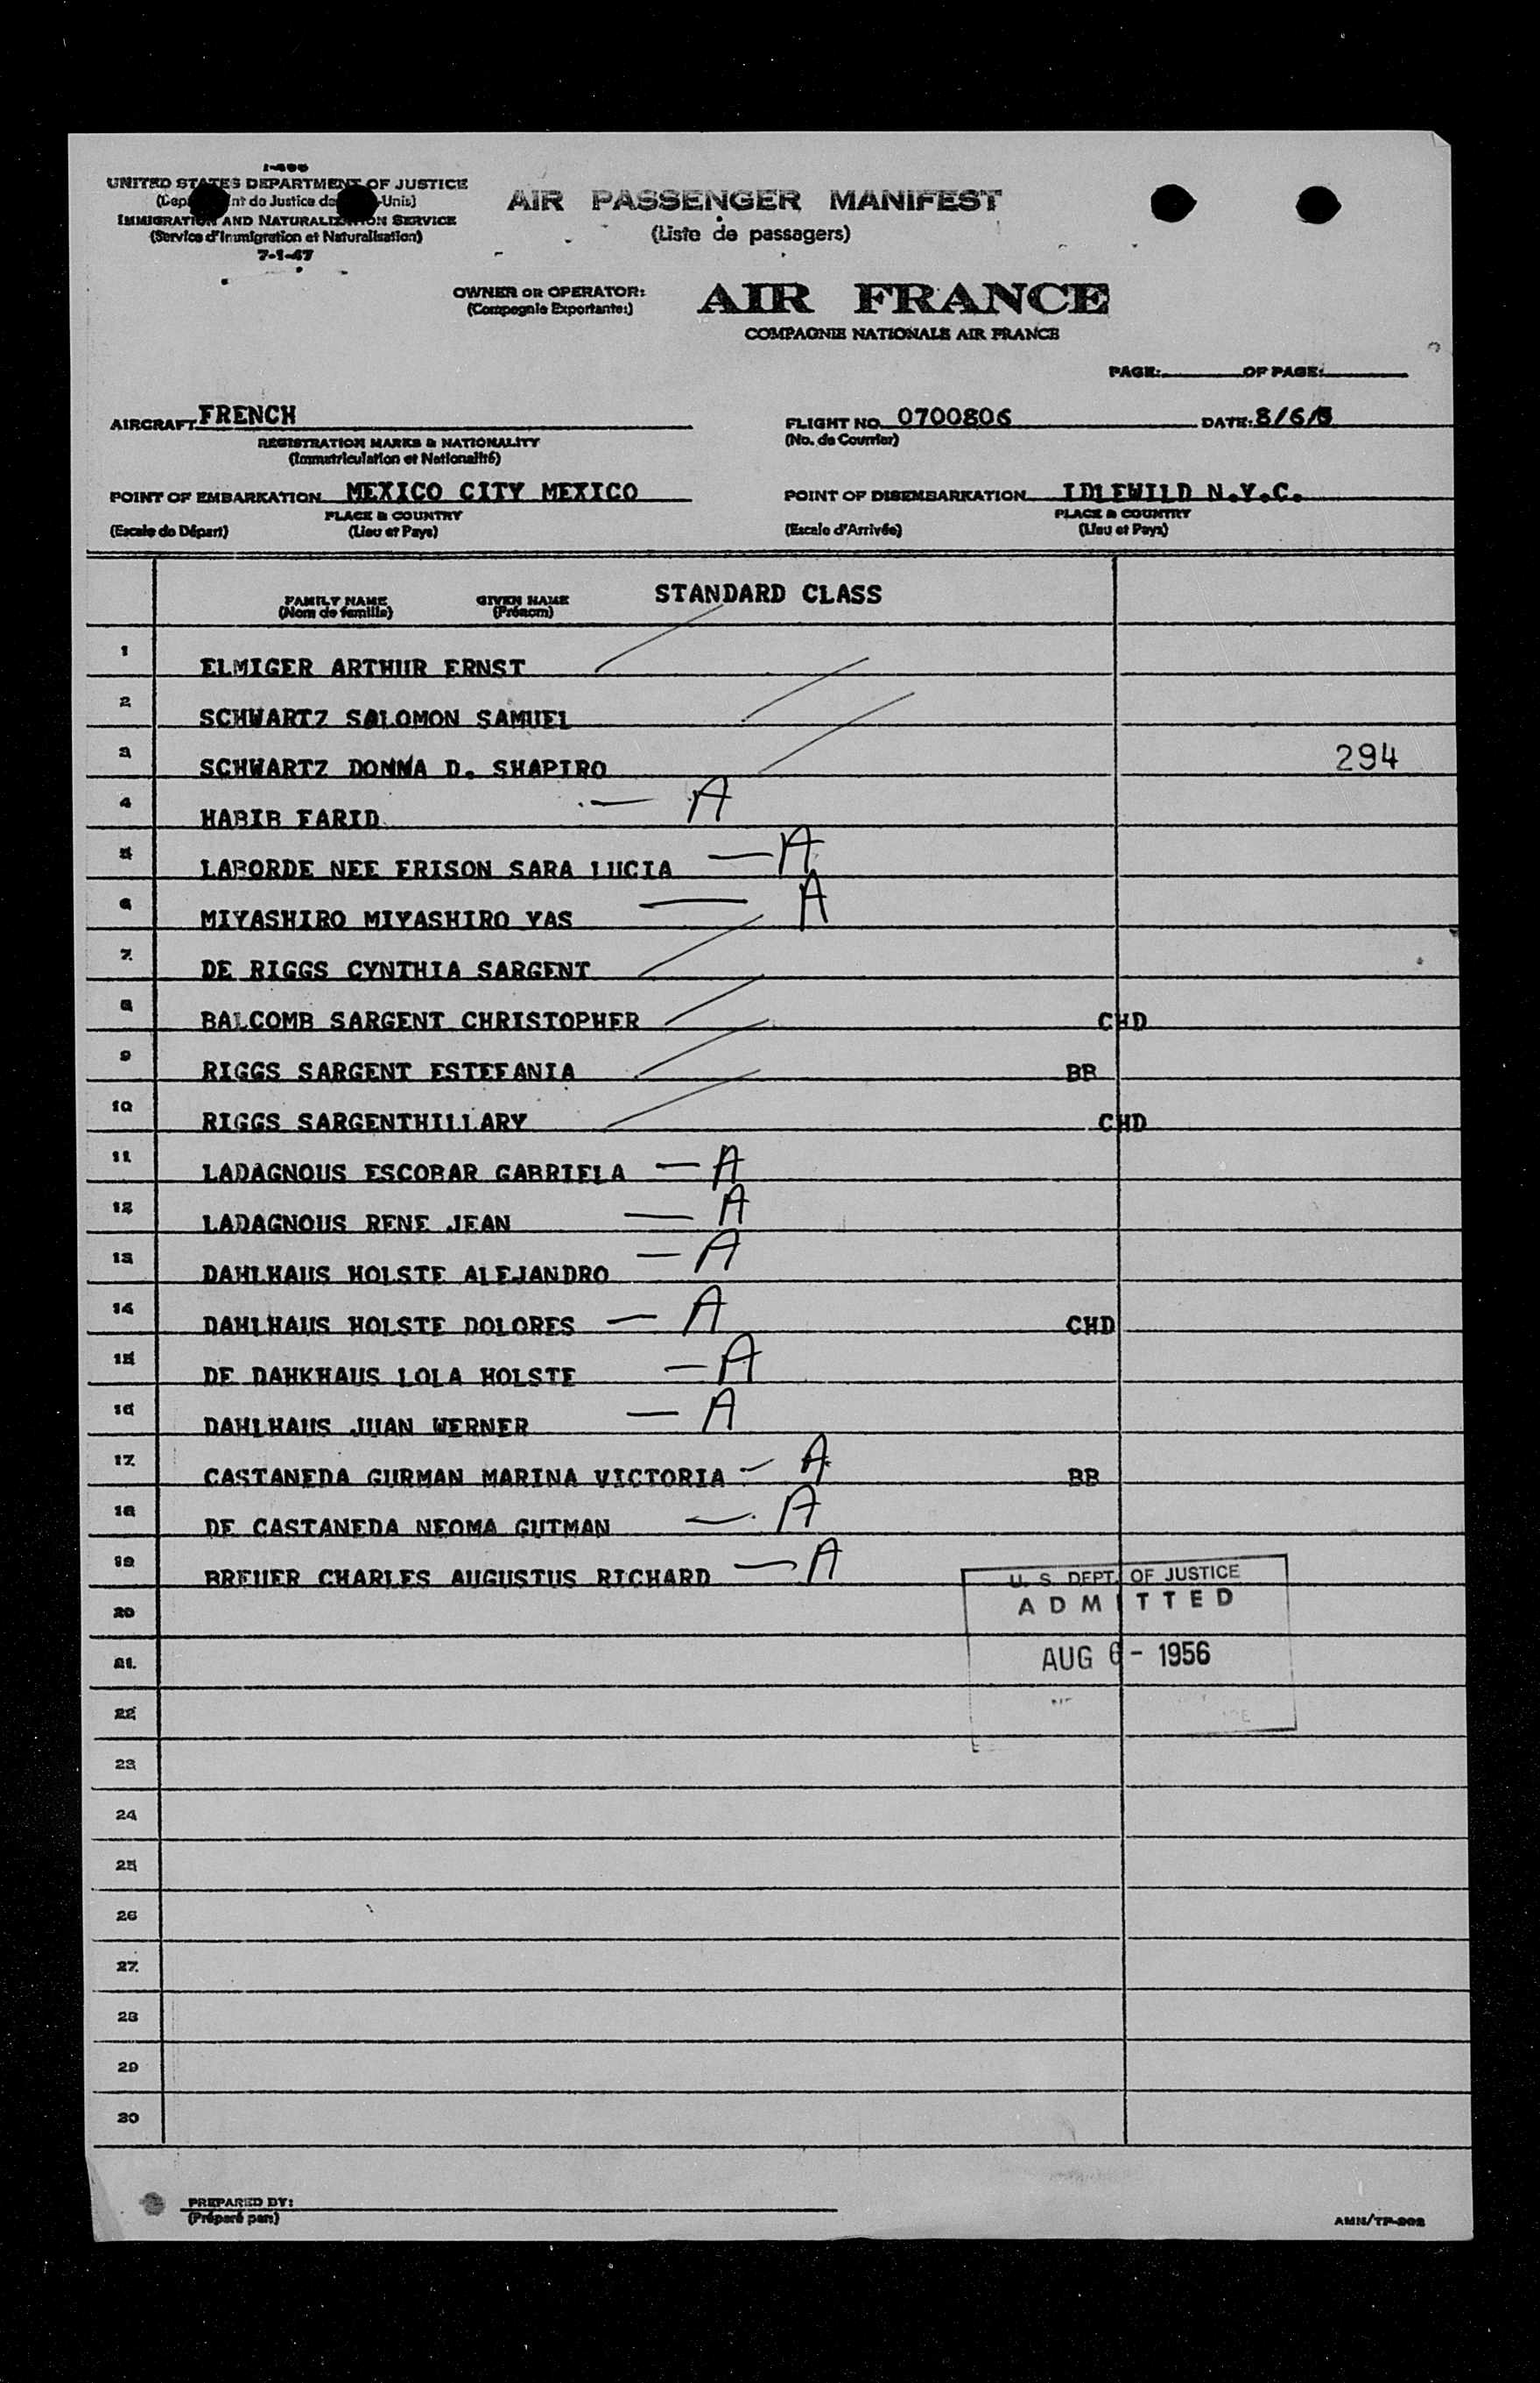 I-466
UNITED STATES DEPARTMENT OF JUSTICE
de Justice
IMMIGRATION AND NATURALIZATION SERVICE
(Service d'Immigration et Naturalisation)
7-1-47
AIR PASSENGER MANIFEST
(Liste de passagers)
OWNER OR OPERATOR: AIR FRANCE
(Compagnie Exportante:)
COMPAGNIE NATIONALE AIR FRANCE
PAGE: OF PAGE:
AIRCRAFT FRENCH FLIGHT NO. 0700806 DATE: 8/6/5
REGISTRATION MARKS & NATIONALITY (No. de Courrier)
(Immatriculation et Nationalité)
POINT OF EMBARKATION MEXICO CITY MEXICO POINT OF DISEMBARKATION IDLEWILD N.Y.C.
PLACE & COUNTRY PLACE & COUNTRY
(Escale de Départ) (Lieu et Pays) (Escale d'Arrivée) (Lieu et Pays)
FAMILY NAME GIVEN NAME STANDARD CLASS
(Nom de famille) (Prénom)
1 ELMIGER ARTHUR ERNST
2 SCHWARTZ SALOMON SAMUEL
3 SCHWARTZ DONNA D. SHAPIRO 294
4 HABIB FARID — A
5 LABORDE NEE FRISON SARA LUCIA — A
6 MIYASHIRO MIYASHIRO YAS — A
7 DE RIGGS CYNTHIA SARGENT
8 BALCOMB SARGENT CHRISTOPHER CHD
9 RIGGS SARGENT ESTEFANIA BB
10 RIGGS SARGENTHILLARY CHD
11 LADAGNOUS ESCOBAR GABRIELA — A
12 LADAGNOUS RENE JEAN — A
13 DAHLHAUS HOLSTE ALEJANDRO — A
14 DAHLHAUS HOLSTE DOLORES — A CHD
15 DE DAHKHAUS LOLA HOLSTE — A
16 DAHLHAUS JUAN WERNER — A
17 CASTANEDA GURMAN MARINA VICTORIA — A BB
18 DE CASTANEDA NEOMA GUTMAN — A
19 BREUER CHARLES AUGUSTUS RICHARD — A
U. S. DEPT. OF JUSTICE
20
ADMITTED
21
AUG 6 - 1956
22
23
24
25
26
27
28
29
30
PREPARED BY:
(Préparé par:)
AMN/TP-202